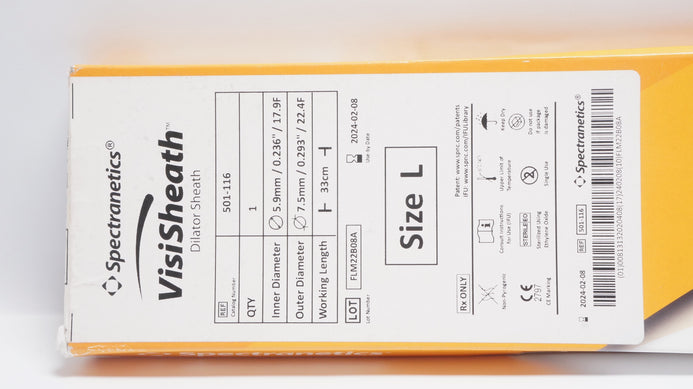 Spectranetics®
VisiSheath™
Dilator Sheath
REF 501-116
Catalog Number
QTY 1
Inner Diameter 5.9mm / 0.236" / 17.9F
Outer Diameter 7.5mm / 0.293" / 22.4F
Working Length 33cm
LOT FLM22B08A
Lot Number
2024-02-08
Use by Date
Size L
Patent: www.spnc.com/patents
IFU: www.spnc.com/IFULibrary
Rx ONLY
Consult Instructions
for Use (IFU)
Upper Limit of
Temperature
Keep Dry
Non-Pyrogenic
STERILE EO
Sterilized Using
Ethylene Oxide
2
Single Use
Do not use
if package
is damaged
CE
2797
CE Marking
2024-02-08
REF 501-116
Spectranetics®
Spectranetics